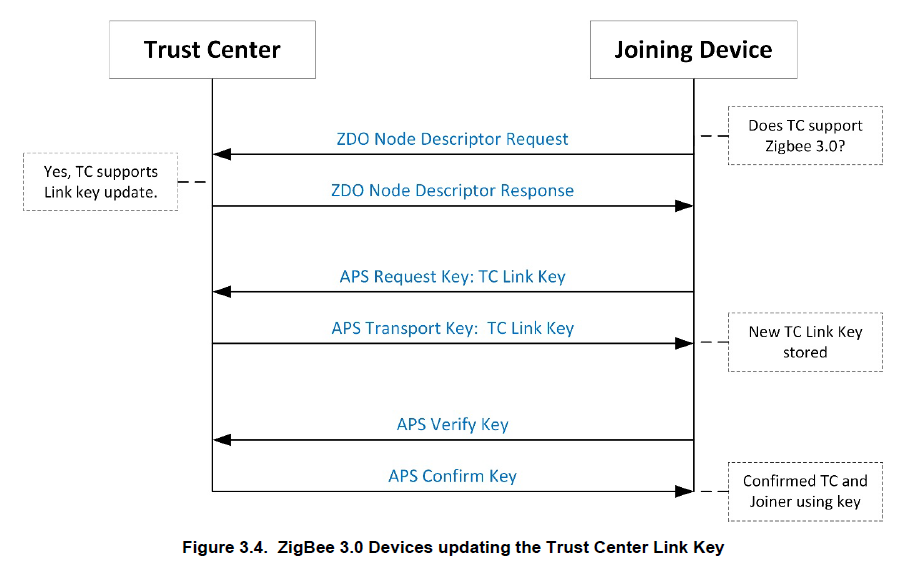 Trust Center
Joining Device
ZDO Node Descriptor Request
Does TC support
Zigbee 3.0?
Yes, TC supports
Link key update.
ZDO Node Descriptor Response
APS Request Key: TC Link Key
APS Transport Key:  TC Link Key
New TC Link Key
stored
APS Verify Key
APS Confirm Key
Confirmed TC and
Joiner using key
Figure 3.4.  ZigBee 3.0 Devices updating the Trust Center Link Key